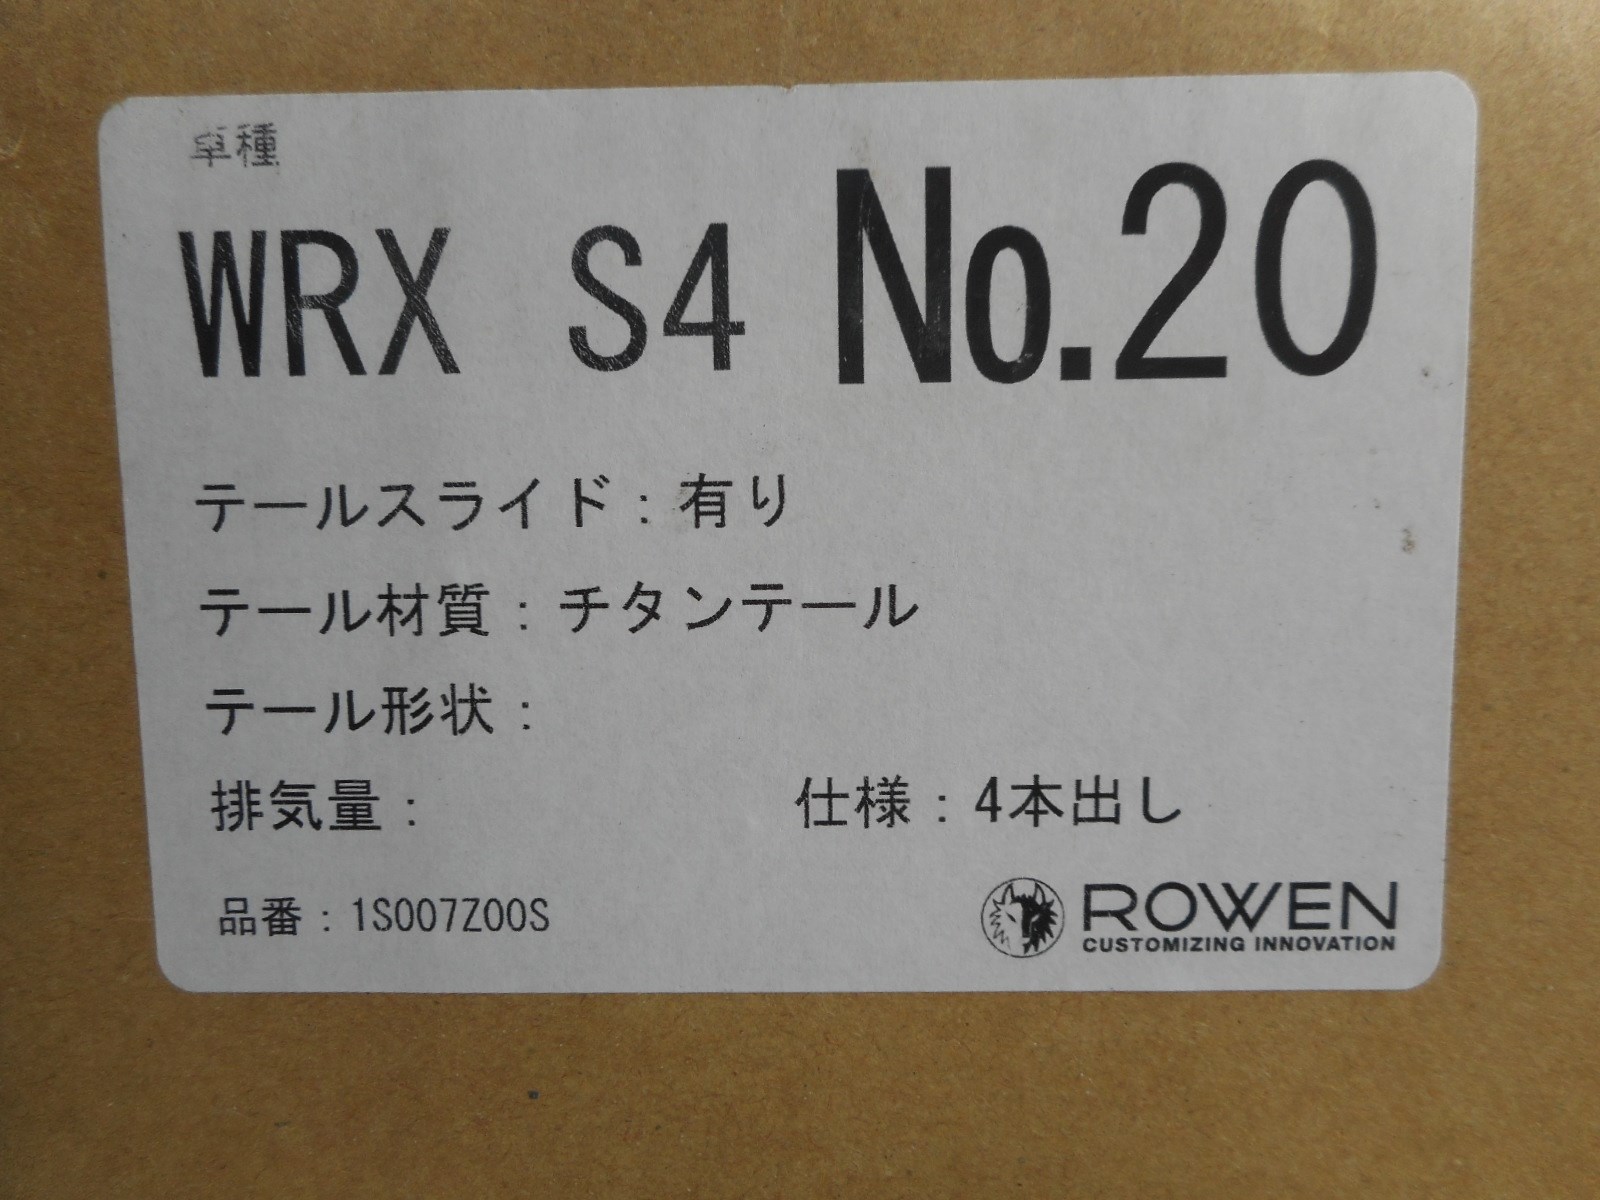 車種
WRX S4 No.20
テールスライド：有り
テール材質：チタンテール
テール形状：
排気量： 仕様：4本出し
品番：1S007Z00S
ROWEN
CUSTOMIZING INNOVATION